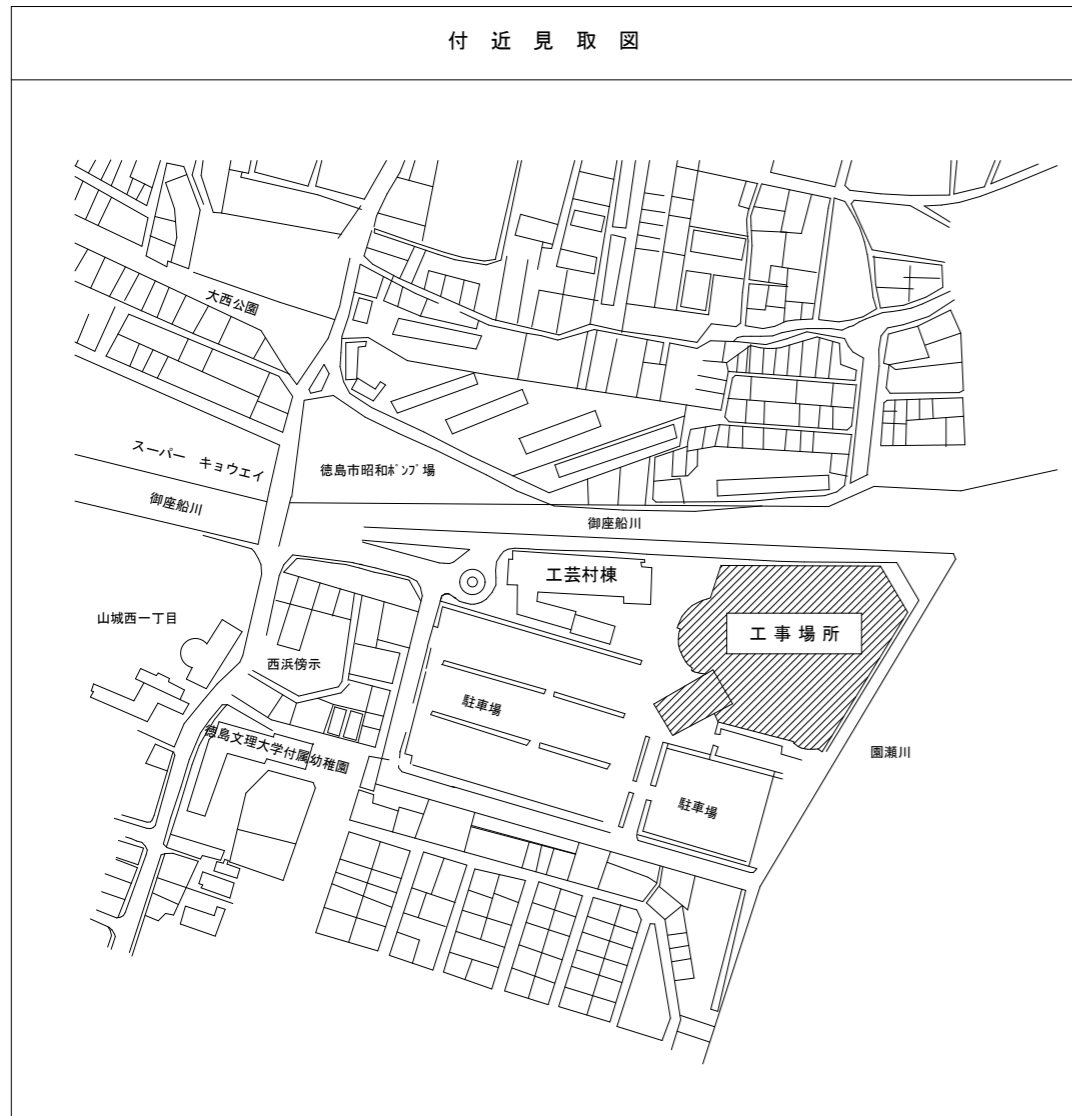 付近見取図
大西公園
スーパー キョウエイ
徳島市昭和ポンプ場
御座船川
御座船川
工芸村棟
山城西一丁目
工事場所
西浜傍示
駐車場
徳島文理大学付属幼稚園
園瀬川
駐車場